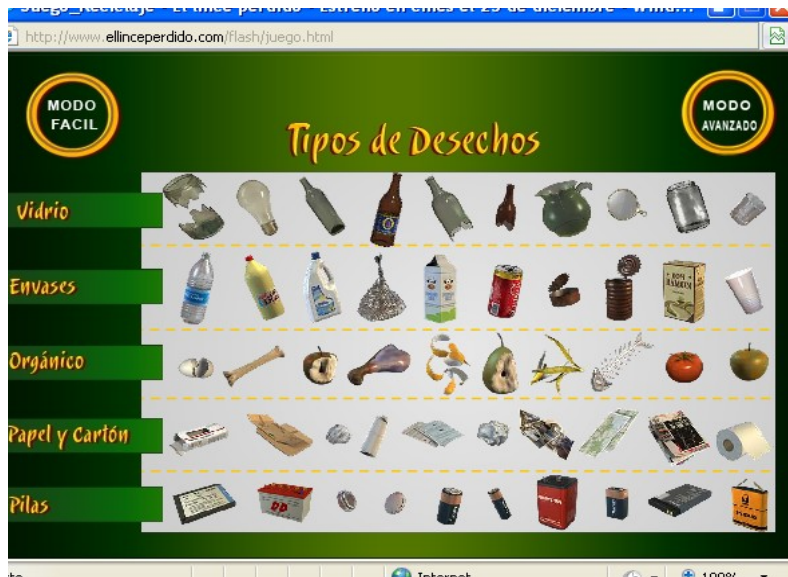 Juego_Reciclaje - El lince perdido - Estreno en cines el 25 de diciembre - Wind...
http://www.ellinceperdido.com/flash/juego.html
MODO
FACIL
MODO
AVANZADO
Tipos de Desechos
Vidrio
Envases
Orgánico
Papel y Cartón
Pilas
Internet
100%